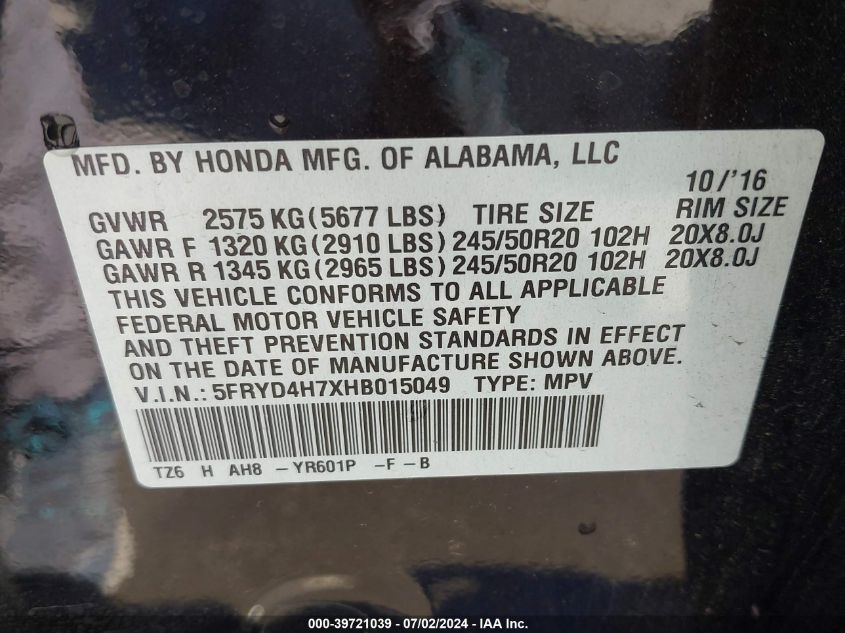 MFD. BY HONDA MFG. OF ALABAMA, LLC
10/'16
GVWR 2575 KG (5677 LBS) TIRE SIZE RIM SIZE
GAWR F 1320 KG (2910 LBS) 245/50R20 102H 20X8.0J
GAWR R 1345 KG (2965 LBS) 245/50R20 102H 20X8.0J
THIS VEHICLE CONFORMS TO ALL APPLICABLE
FEDERAL MOTOR VEHICLE SAFETY
AND THEFT PREVENTION STANDARDS IN EFFECT
ON THE DATE OF MANUFACTURE SHOWN ABOVE.
V.I.N.: 5FRYD4H7XHB015049 TYPE: MPV
TZ6 H AH8 -YR601P -F-B
000-39721039 - 07/02/2024 - IAA Inc.